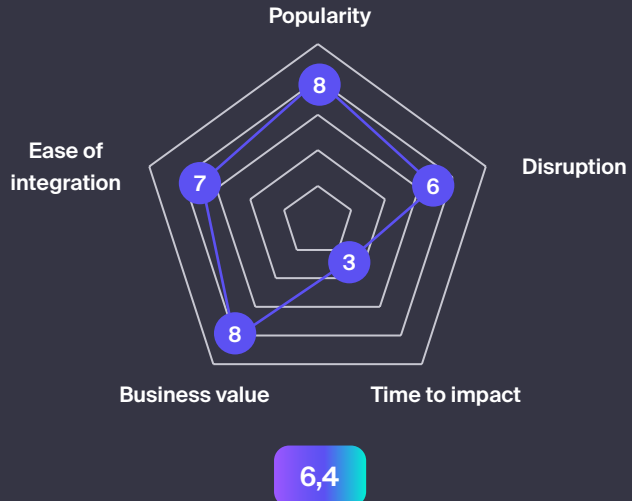 Popularity
8
Ease of
integration
Disruption
7
6
3
8
Business value
Time to impact
6,4